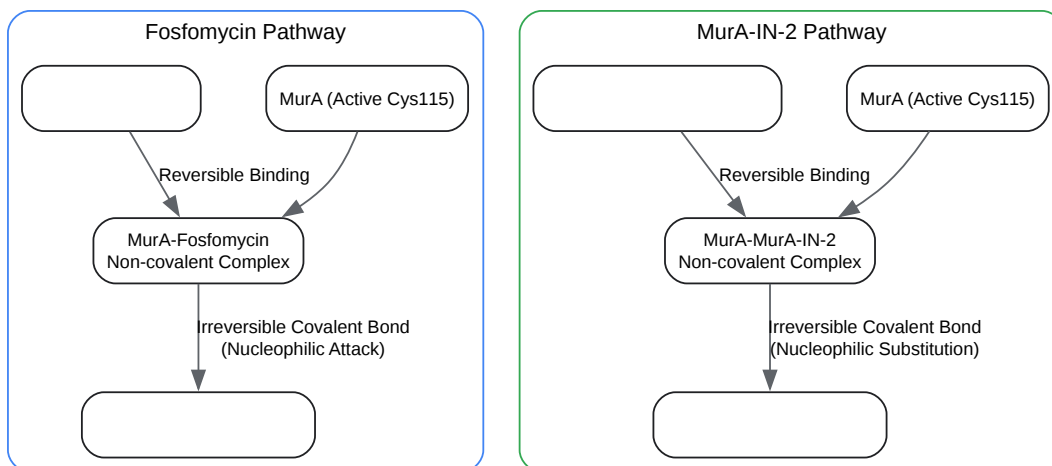 Fosfomycin Pathway
MurA (Active Cys115)
Reversible Binding
MurA-Fosfomycin
Non-covalent Complex
Irreversible Covalent Bond
(Nucleophilic Attack)
MurA-IN-2 Pathway
MurA (Active Cys115)
Reversible Binding
MurA-MurA-IN-2
Non-covalent Complex
Irreversible Covalent Bond
(Nucleophilic Substitution)